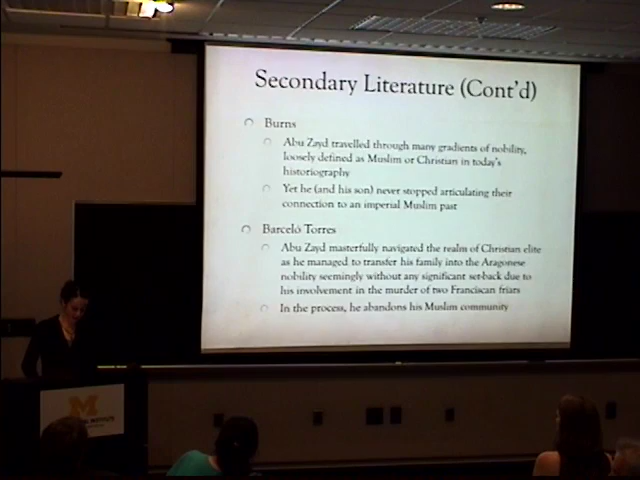 Secondary Literature (Cont'd)
Burns
Abu Zayd travelled through many gradients of nobility,
loosely defined as Muslim or Christian in today's
historiography
Yet he (and his son) never stopped articulating their
connection to an imperial Muslim past
Barceló Torres
Abu Zayd masterfully navigated the realm of Christian elite
as he managed to transfer his family into the Aragonese
nobility seemingly without any significant set-back due to
his involvement in the murder of two Franciscan friars
In the process, he abandons his Muslim community
M